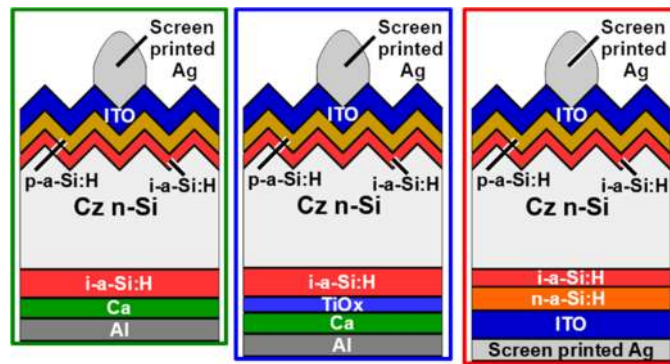 Screen
printed
Ag
ITO
p-a-Si:H
i-a-Si:H
Cz n-Si
i-a-Si:H
Ca
Al
Screen
printed
Ag
ITO
p-a-Si:H
i-a-Si:H
Cz n-Si
i-a-Si:H
TiOx
Ca
Al
Screen
printed
Ag
ITO
p-a-Si:H
i-a-Si:H
Cz n-Si
i-a-Si:H
n-a-Si:H
ITO
Screen printed Ag